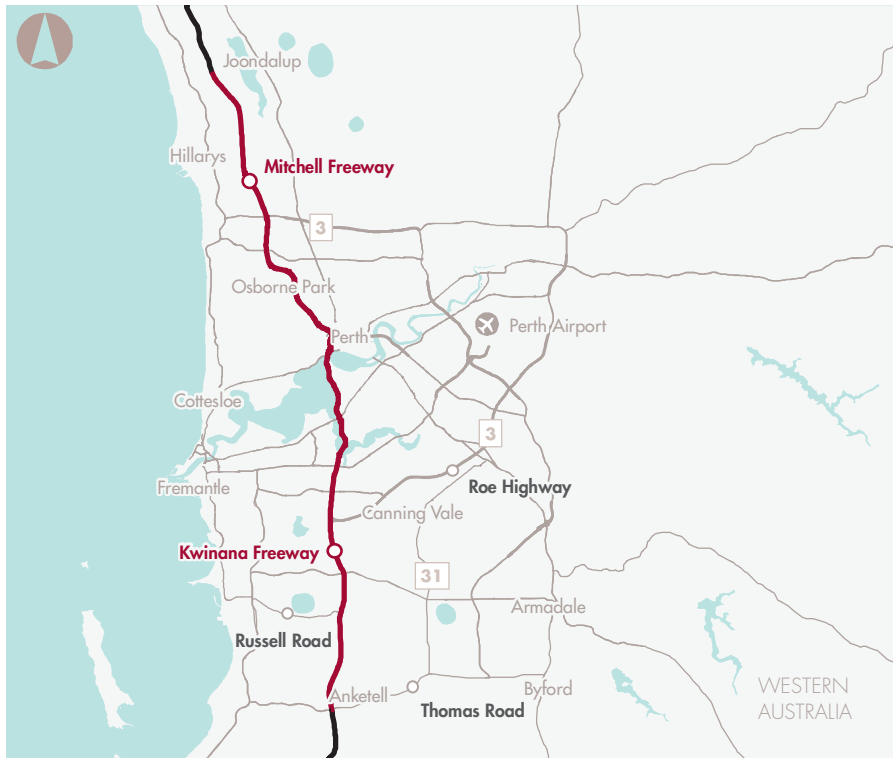 Joondalup
Hillarys
Mitchell Freeway
3
Osborne Park
Perth
Perth Airport
Cottesloe
3
Fremantle
Roe Highway
Canning Vale
Kwinana Freeway
31
Armadale
Russell Road
Anketell
Byford
Thomas Road
WESTERN
AUSTRALIA